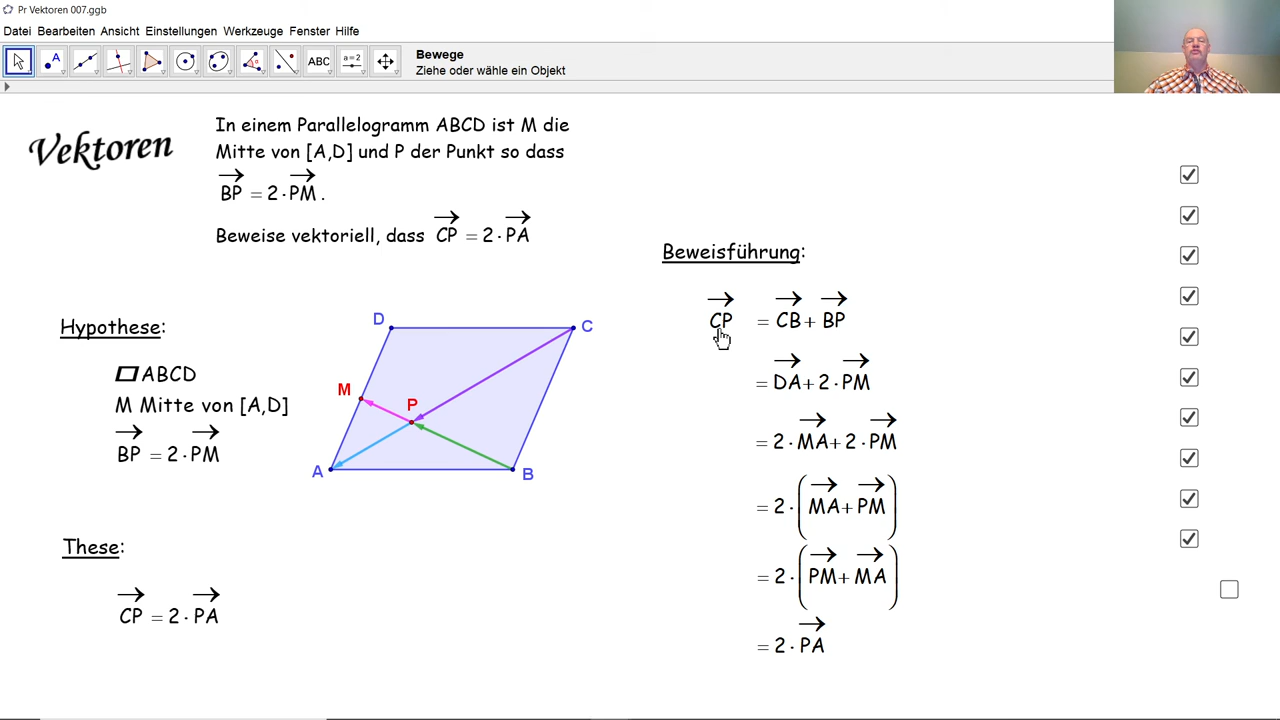 Pr Vektoren 007.ggb
Datei Bearbeiten Ansicht Einstellungen Werkzeuge Fenster Hilfe
A
ABC
a=2
Bewege
Ziehe oder wähle ein Objekt
Vektoren
In einem Parallelogramm ABCD ist M die
Mitte von [A,D] und P der Punkt so dass
BP = 2·PM.
Beweise vektoriell, dass CP = 2·PA
Hypothese:
ABCD
M Mitte von [A,D]
BP = 2·PM
These:
CP = 2·PA
D
C
M
P
A
B
Beweisführung:
CP = CB+BP
= DA+2·PM
= 2·MA+2·PM
= 2·(MA+PM)
= 2·(PM+MA)
= 2·PA